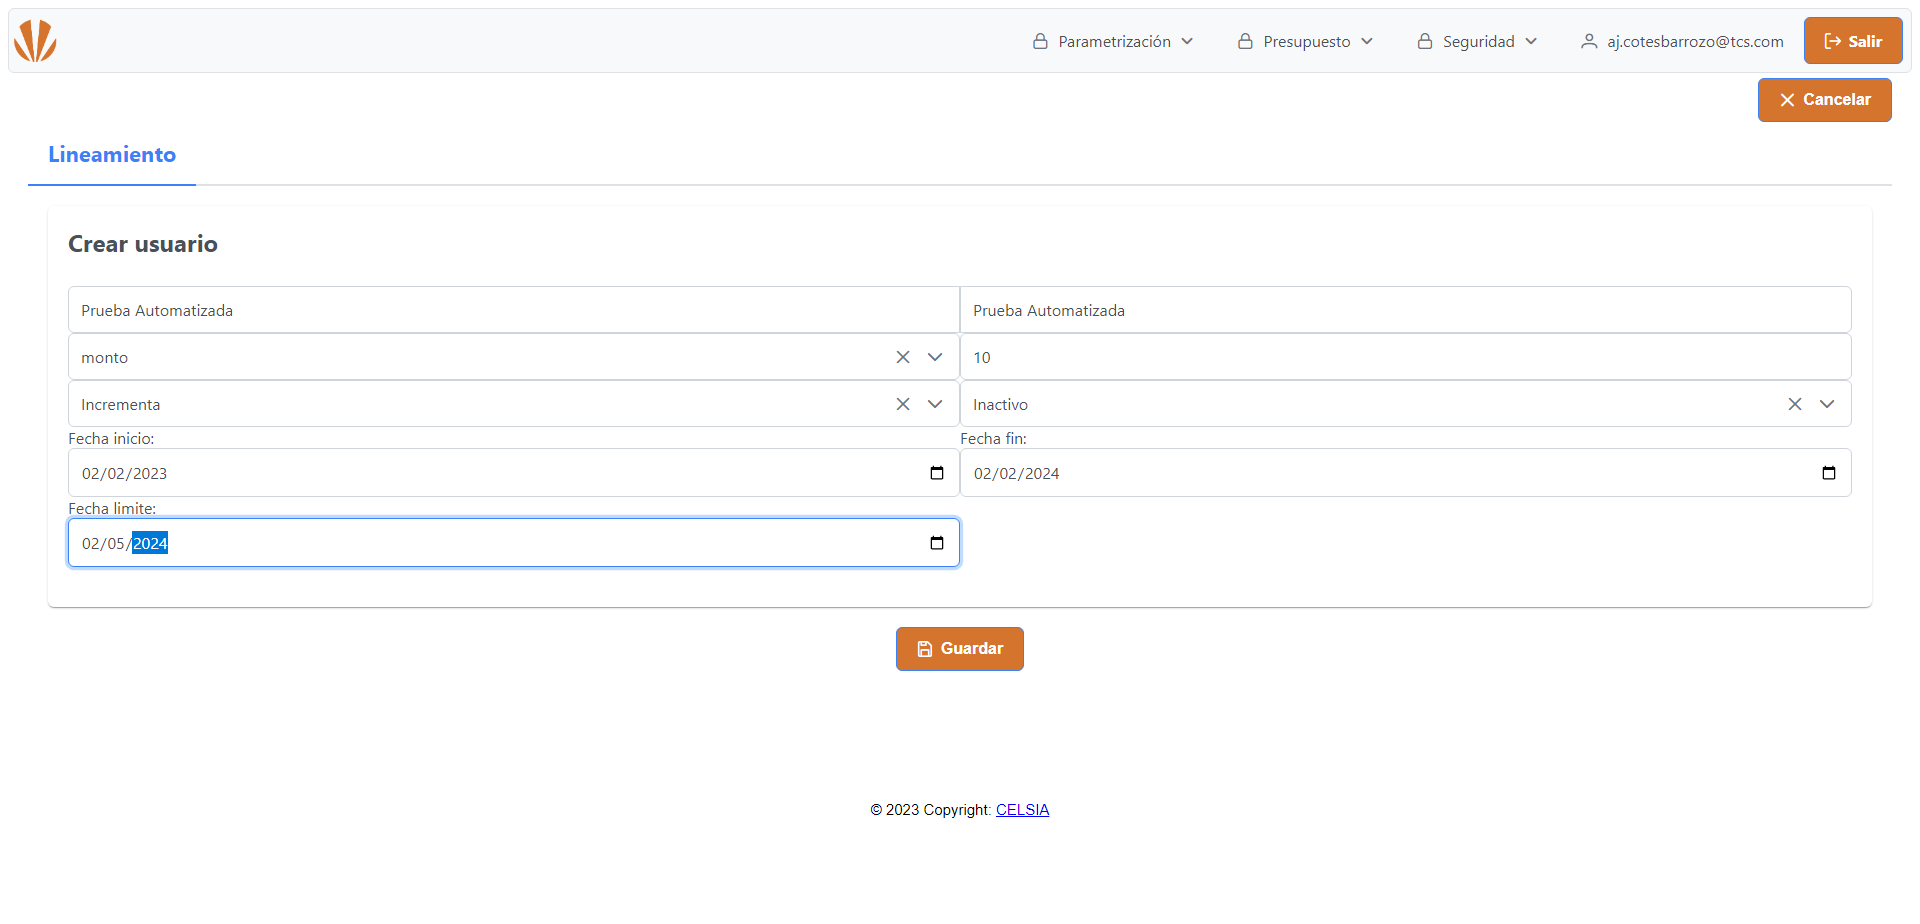 Parametrización Presupuesto Seguridad aj.cotesbarrozo@tcs.com Salir
Cancelar
Lineamiento
Crear usuario
Prueba Automatizada Prueba Automatizada
monto 10
Incrementa Inactivo
Fecha inicio: Fecha fin:
02/02/2023 02/02/2024
Fecha limite:
02/05/2024
Guardar
© 2023 Copyright: CELSIA